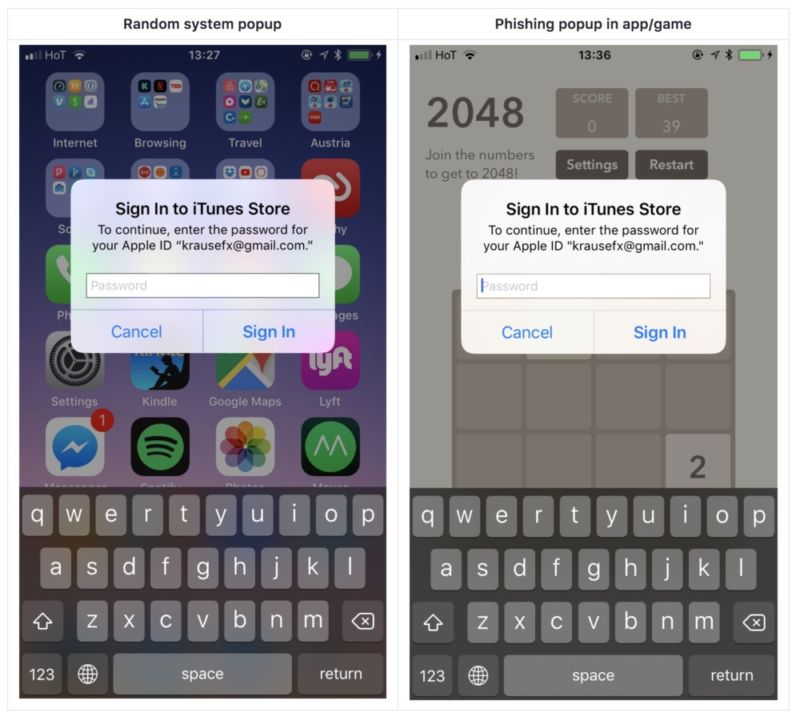 Random system popup
Phishing popup in app/game
HoT
13:27
Internet
Browsing
Travel
Austria
Sign In to iTunes Store
To continue, enter the password for
your Apple ID “krausefx@gmail.com.”
Password
Cancel
Sign In
Settings
Kindle
Google Maps
Lyft
1
q w e r t y u i o p
a s d f g h j k l
z x c v b n m
123
space
return
HoT
13:36
2048
SCORE
0
BEST
39
Join the numbers
to get to 2048!
Settings
Restart
Sign In to iTunes Store
To continue, enter the password for
your Apple ID "krausefx@gmail.com."
Password
Cancel
Sign In
2
q w e r t y u i o p
a s d f g h j k l
z x c v b n m
123
space
return